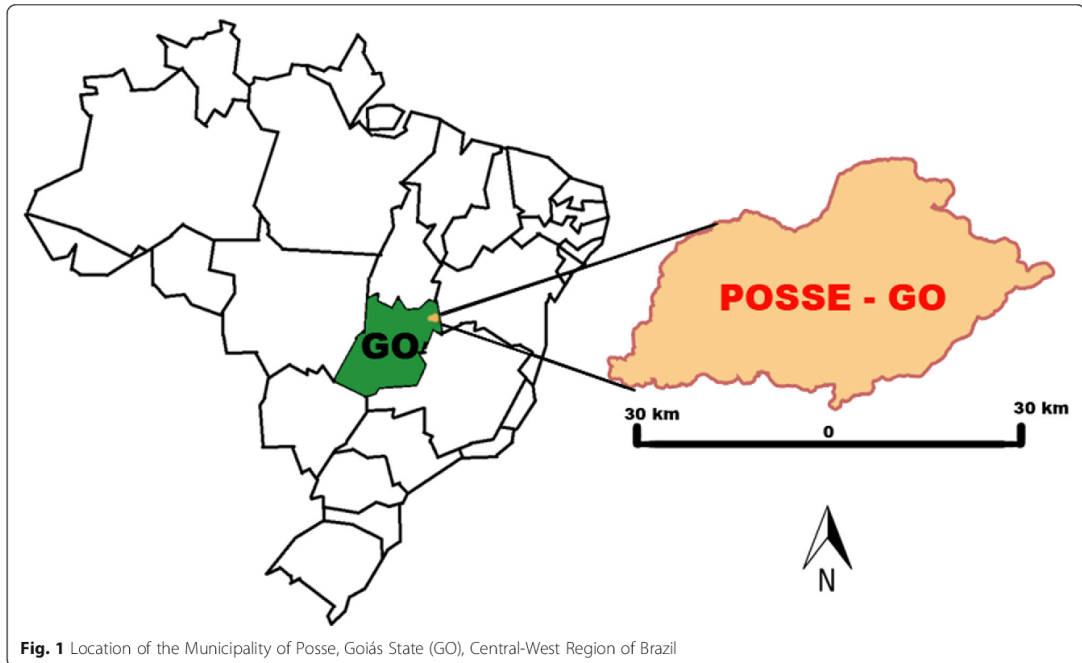 GO
POSSE - GO
30 km
0
30 km
N
Fig. 1 Location of the Municipality of Posse, Goiás State (GO), Central-West Region of Brazil